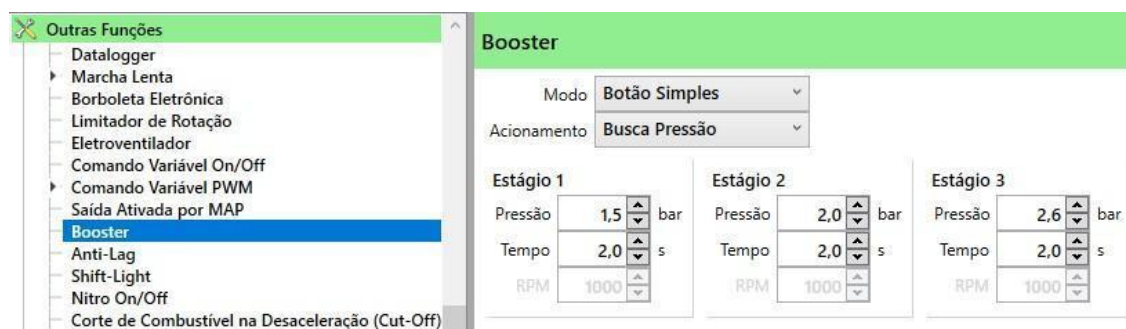 Outras Funções
Datalogger
Marcha Lenta
Borboleta Eletrônica
Limitador de Rotação
Eletroventilador
Comando Variável On/Off
Comando Variável PWM
Saída Ativada por MAP
Booster
Anti-Lag
Shift-Light
Nitro On/Off
Corte de Combustível na Desaceleração (Cut-Off)
Booster
Modo Botão Simples
Acionamento Busca Pressão
Estágio 1 Estágio 2 Estágio 3
Pressão 1,5 bar Pressão 2,0 bar Pressão 2,6 bar
Tempo 2,0 s Tempo 2,0 s Tempo 2,0 s
RPM 1000 RPM 1000 RPM 1000